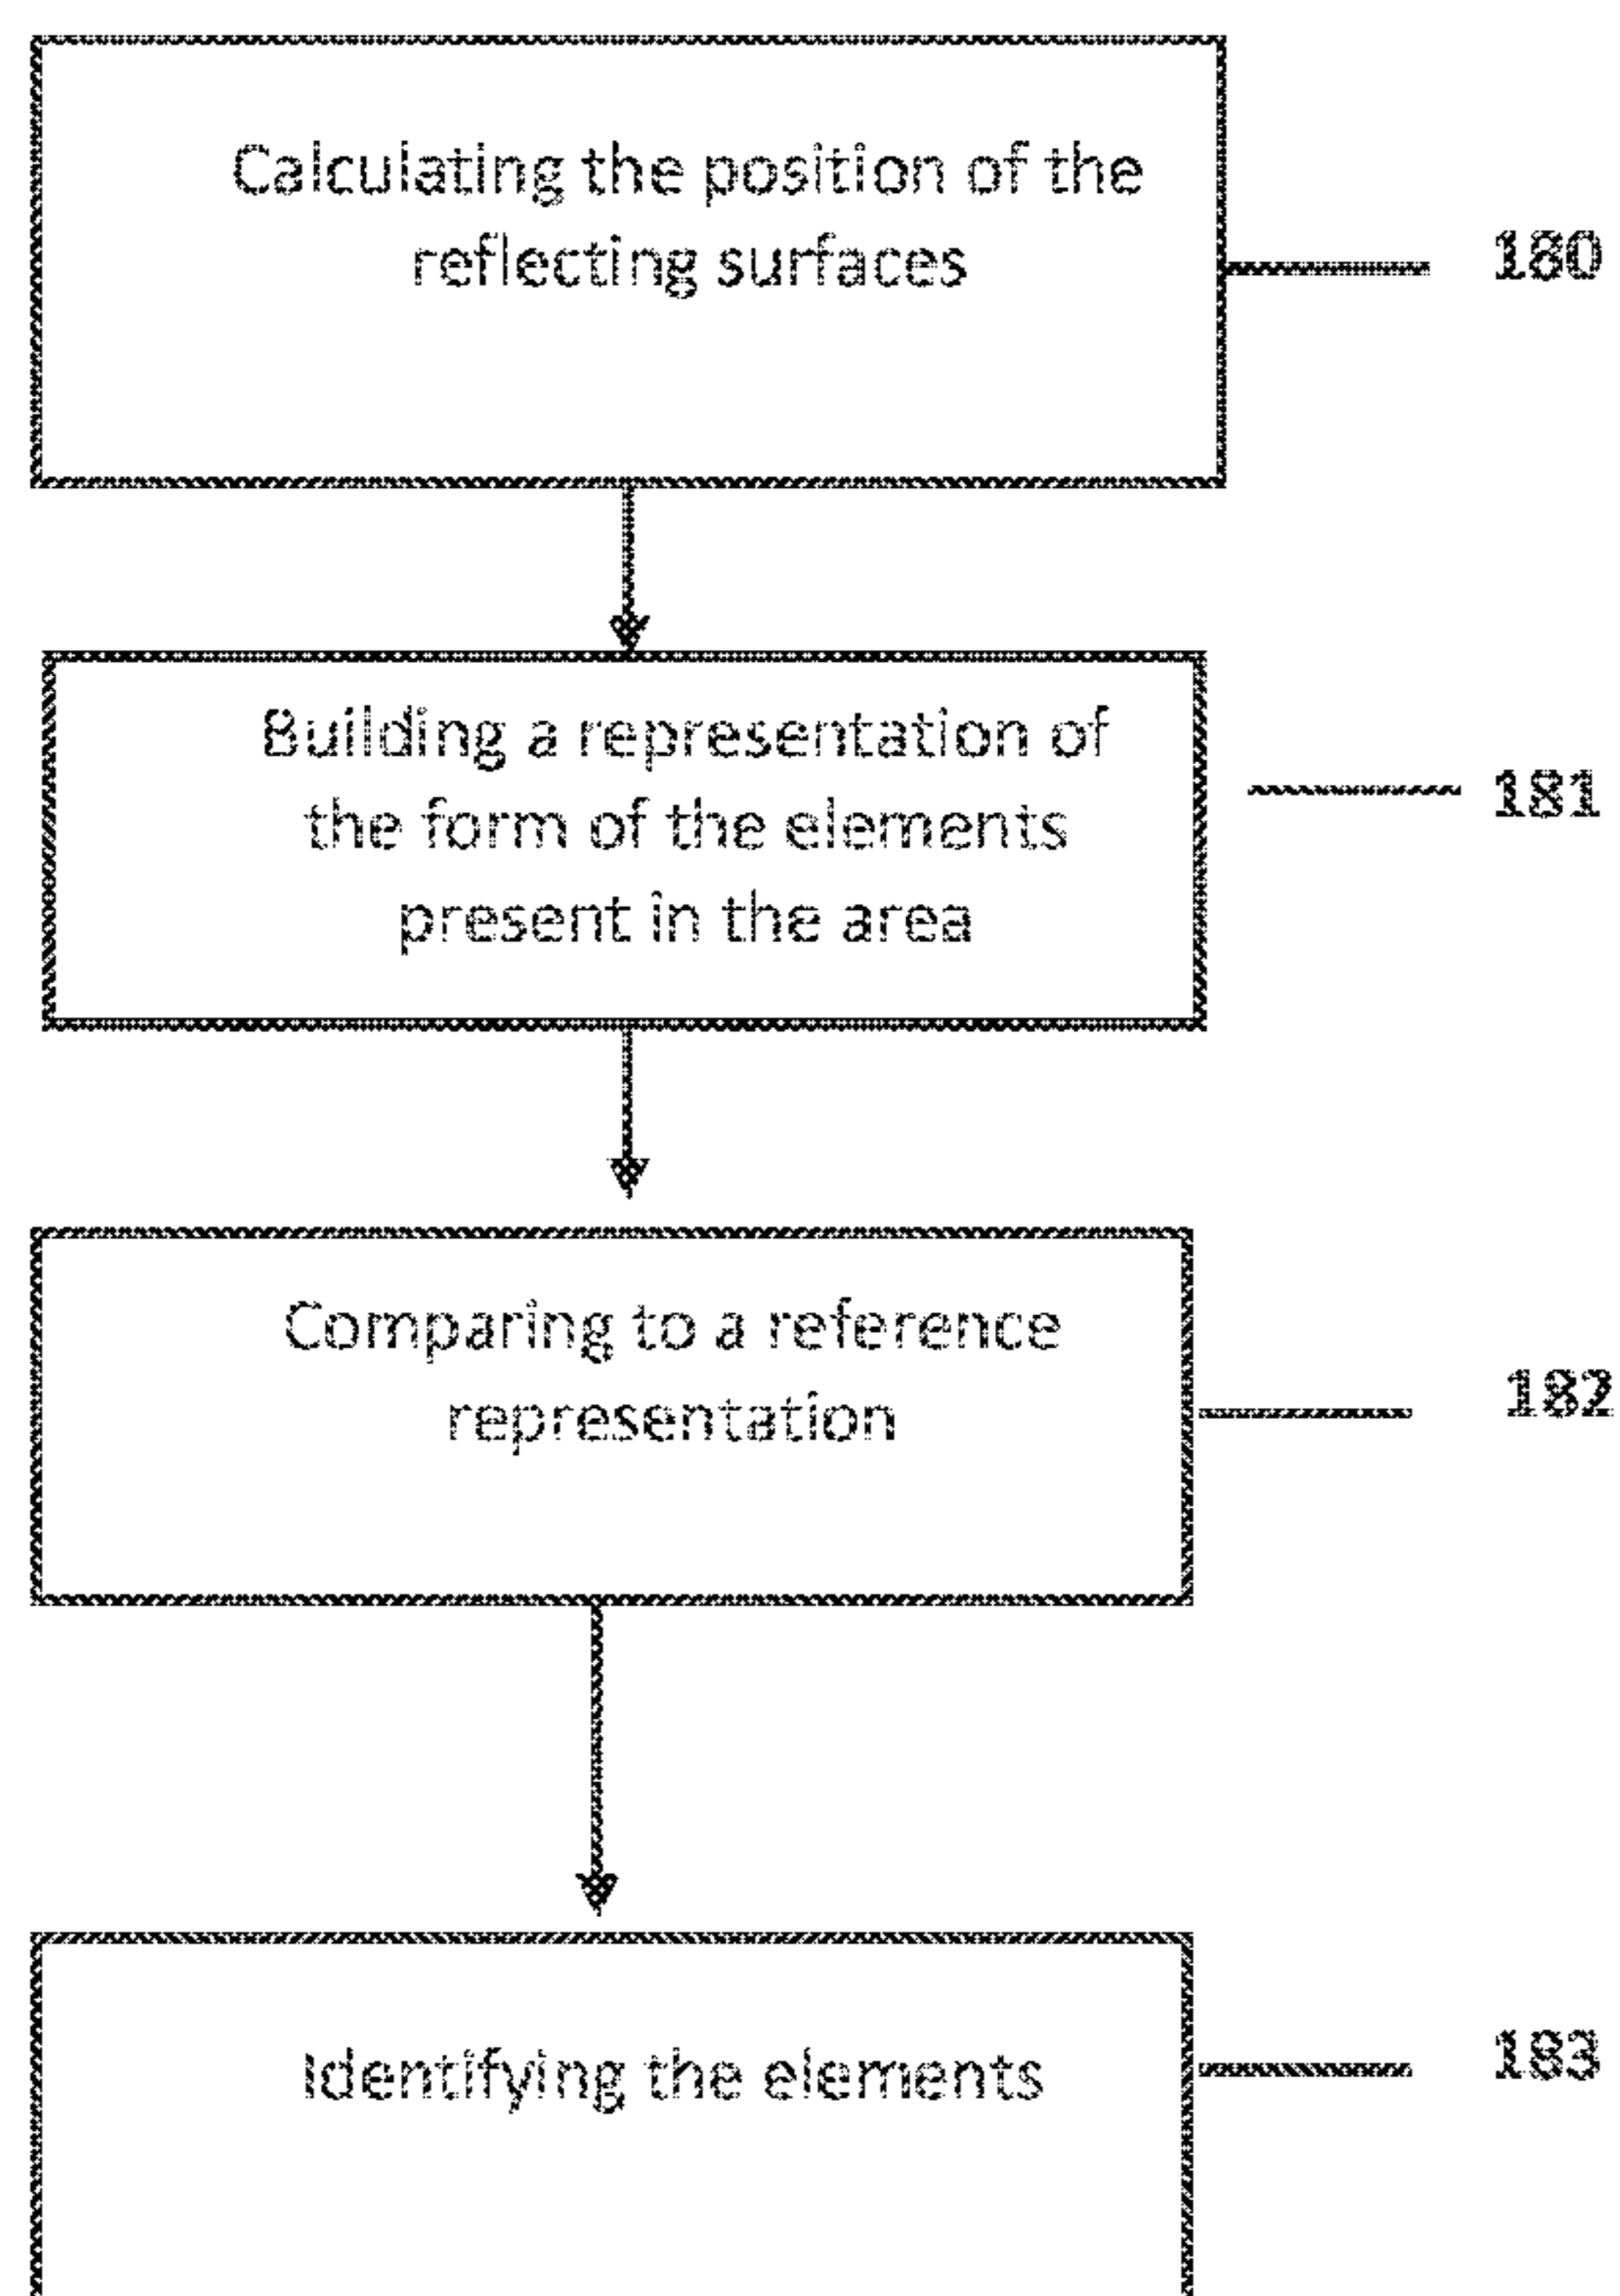 Calculating the position of the
reflecting surfaces
180
Building a representation of
the form of the elements
present in the area
181
Comparing to a reference
representation
182
Identifying the elements
183